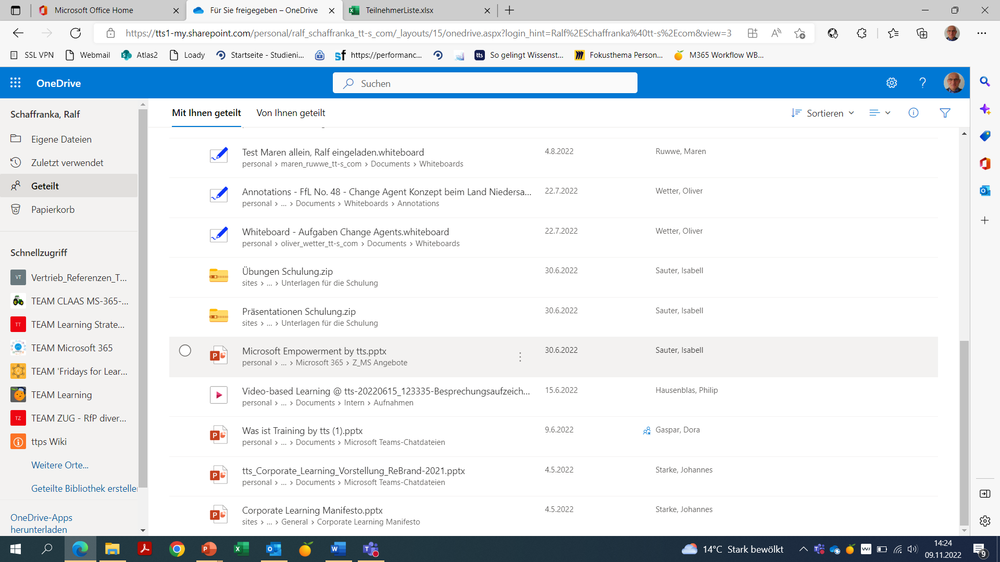 Microsoft Office Home
Für Sie freigegeben – OneDrive
TeilnehmerListe.xlsx
https://tts1-my.sharepoint.com/personal/ralf_schaffranka_tt-s_com/_layouts/15/onedrive.aspx?login_hint=Ralf%2ESchaffranka%40tt-s%2Ecom&view=3
SSL VPN
Webmail
Atlas2
Loady
Startseite - Studieni...
https://performanc...
tts
So gelingt Wissenst...
Fokusthema Person...
M365 Workflow WB...
OneDrive
Suchen
Schaffranka, Ralf
Eigene Dateien
Zuletzt verwendet
Geteilt
Papierkorb
Schnellzugriff
VT Vertrieb_Referenzen_T...
TEAM CLAAS MS-365-...
TT TEAM Learning Strate...
TEAM Microsoft 365
TEAM 'Fridays for Lear...
TEAM Learning
TZ TEAM ZUG - RfP diver...
ttps Wiki
Weitere Orte...
Geteilte Bibliothek erstelle
OneDrive-Apps
herunterladen
Mit Ihnen geteilt
Von Ihnen geteilt
Sortieren
Test Maren allein, Ralf eingeladen.whiteboard
4.8.2022
Ruwwe, Maren
personal > maren_ruwwe_tt-s_com > Documents > Whiteboards
Annotations - FfL No. 48 - Change Agent Konzept beim Land Niedersa...
22.7.2022
Wetter, Oliver
personal > ... > Documents > Whiteboards > Annotations
Whiteboard - Aufgaben Change Agents.whiteboard
22.7.2022
Wetter, Oliver
personal > oliver_wetter_tt-s_com > Documents > Whiteboards
Übungen Schulung.zip
30.6.2022
Sauter, Isabell
sites > ... > Unterlagen für die Schulung
Präsentationen Schulung.zip
30.6.2022
Sauter, Isabell
sites > ... > Unterlagen für die Schulung
Microsoft Empowerment by tts.pptx
30.6.2022
Sauter, Isabell
personal > ... > Microsoft 365 > Z_MS Angebote
Video-based Learning @ tts-20220615_123335-Besprechungsaufzeich...
15.6.2022
Hausenblas, Philip
personal > ... > Documents > Intern > Aufnahmen
Was ist Training by tts (1).pptx
9.6.2022
Gaspar, Dora
personal > ... > Documents > Microsoft Teams-Chatdateien
tts_Corporate_Learning_Vorstellung_ReBrand-2021.pptx
4.5.2022
Starke, Johannes
personal > ... > Documents > Microsoft Teams-Chatdateien
Corporate Learning Manifesto.pptx
4.5.2022
Starke, Johannes
sites > ... > General > Corporate Learning Manifesto
14°C Stark bewölkt
14:24
09.11.2022
9